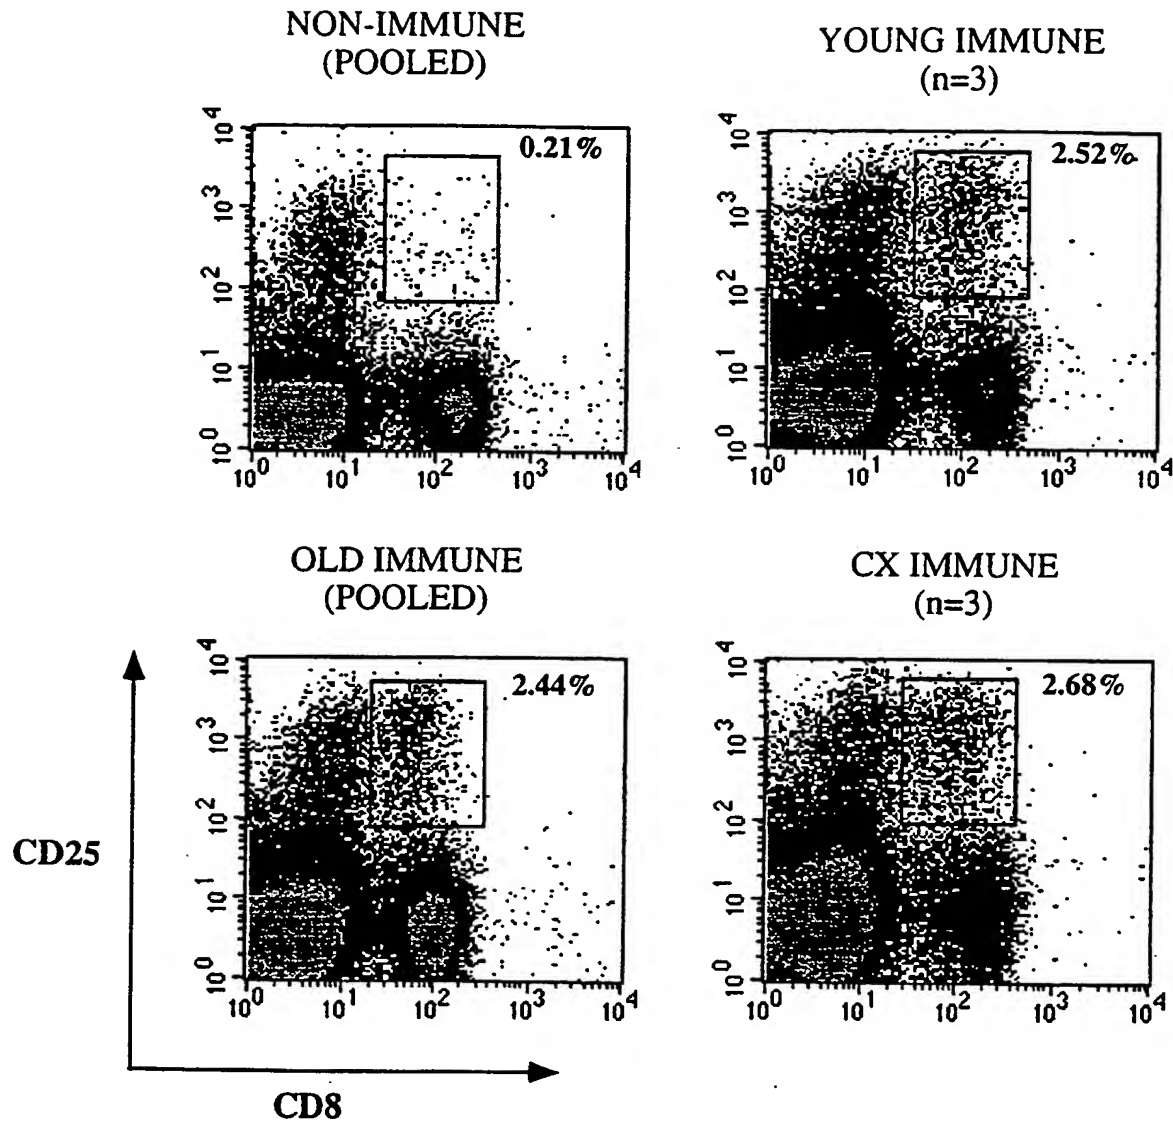 NON-IMMUNE
(POOLED)
YOUNG IMMUNE
(n=3)
0.21%
10^4
10^3
10^2
10^1
10^0
10^0 10^1 10^2 10^3 10^4
2.52%
10^4
10^3
10^2
10^1
10^0
10^0 10^1 10^2 10^3 10^4
OLD IMMUNE
(POOLED)
CX IMMUNE
(n=3)
2.44%
10^4
10^3
10^2
10^1
10^0
10^0 10^1 10^2 10^3 10^4
2.68%
10^4
10^3
10^2
10^1
10^0
10^0 10^1 10^2 10^3 10^4
CD25
CD8